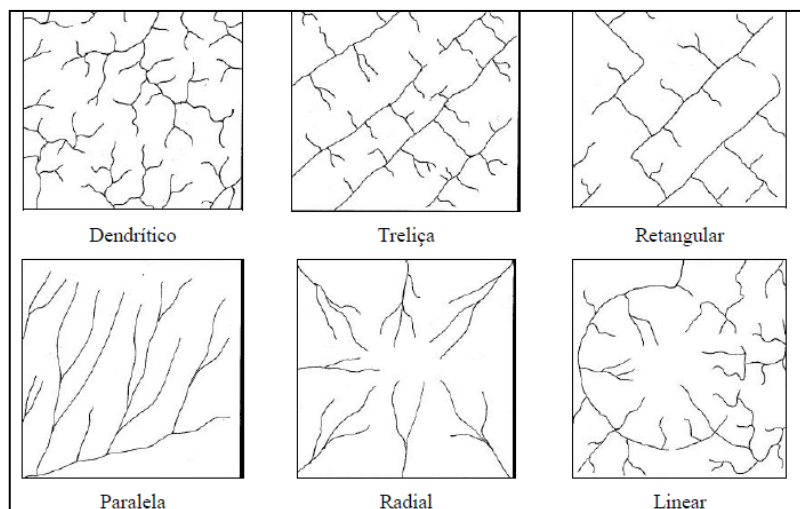 Dendrítico
Treliça
Retangular
Paralela
Radial
Linear